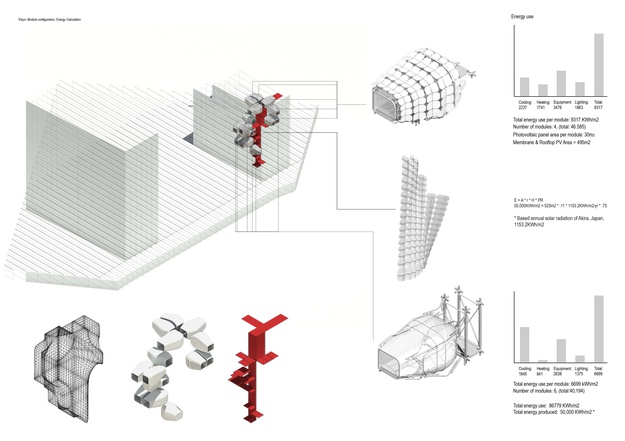 Tokyo Module configuration: Energy Calculation
Energy use
Cooling: Heating: Equipment: Lighting: Total:
2237 1741 3476 1863 9317
Total energy use per module: 9317 KWh/m2
Number of modules: 4, (total: 46,585)
Photovoltaic panel area per module: 30m
Membrane & Rooftop PV Area = 495m2
E = A * r * H * PR
50,000KWh/m2 = 525m2 * .11 * 1153.2KWh/m2/yr * .75
* Based annual solar radiation of Akira, Japan,
1153.2KWh/m2
Cooling: Heating: Equipment: Lighting: Total:
1845 841 2638 1375 6699
Total energy use per module: 6699 kWh/m2
Number of modules: 6, (total:40,194)
Total energy use: 86779 KWh/m2
Total energy produced: 50,000 KWh/m2 *